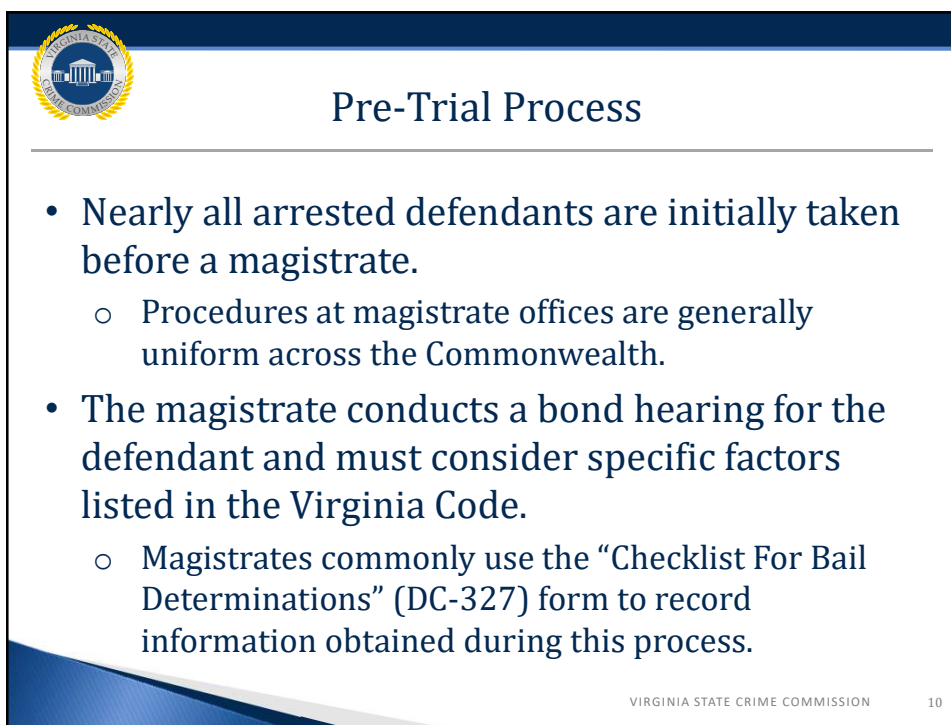 VIRGINIA STATE
CRIME COMMISSION
Pre-Trial Process
• Nearly all arrested defendants are initially taken
before a magistrate.
o Procedures at magistrate offices are generally
uniform across the Commonwealth.
• The magistrate conducts a bond hearing for the
defendant and must consider specific factors
listed in the Virginia Code.
o Magistrates commonly use the “Checklist For Bail
Determinations” (DC-327) form to record
information obtained during this process.
VIRGINIA STATE CRIME COMMISSION 10